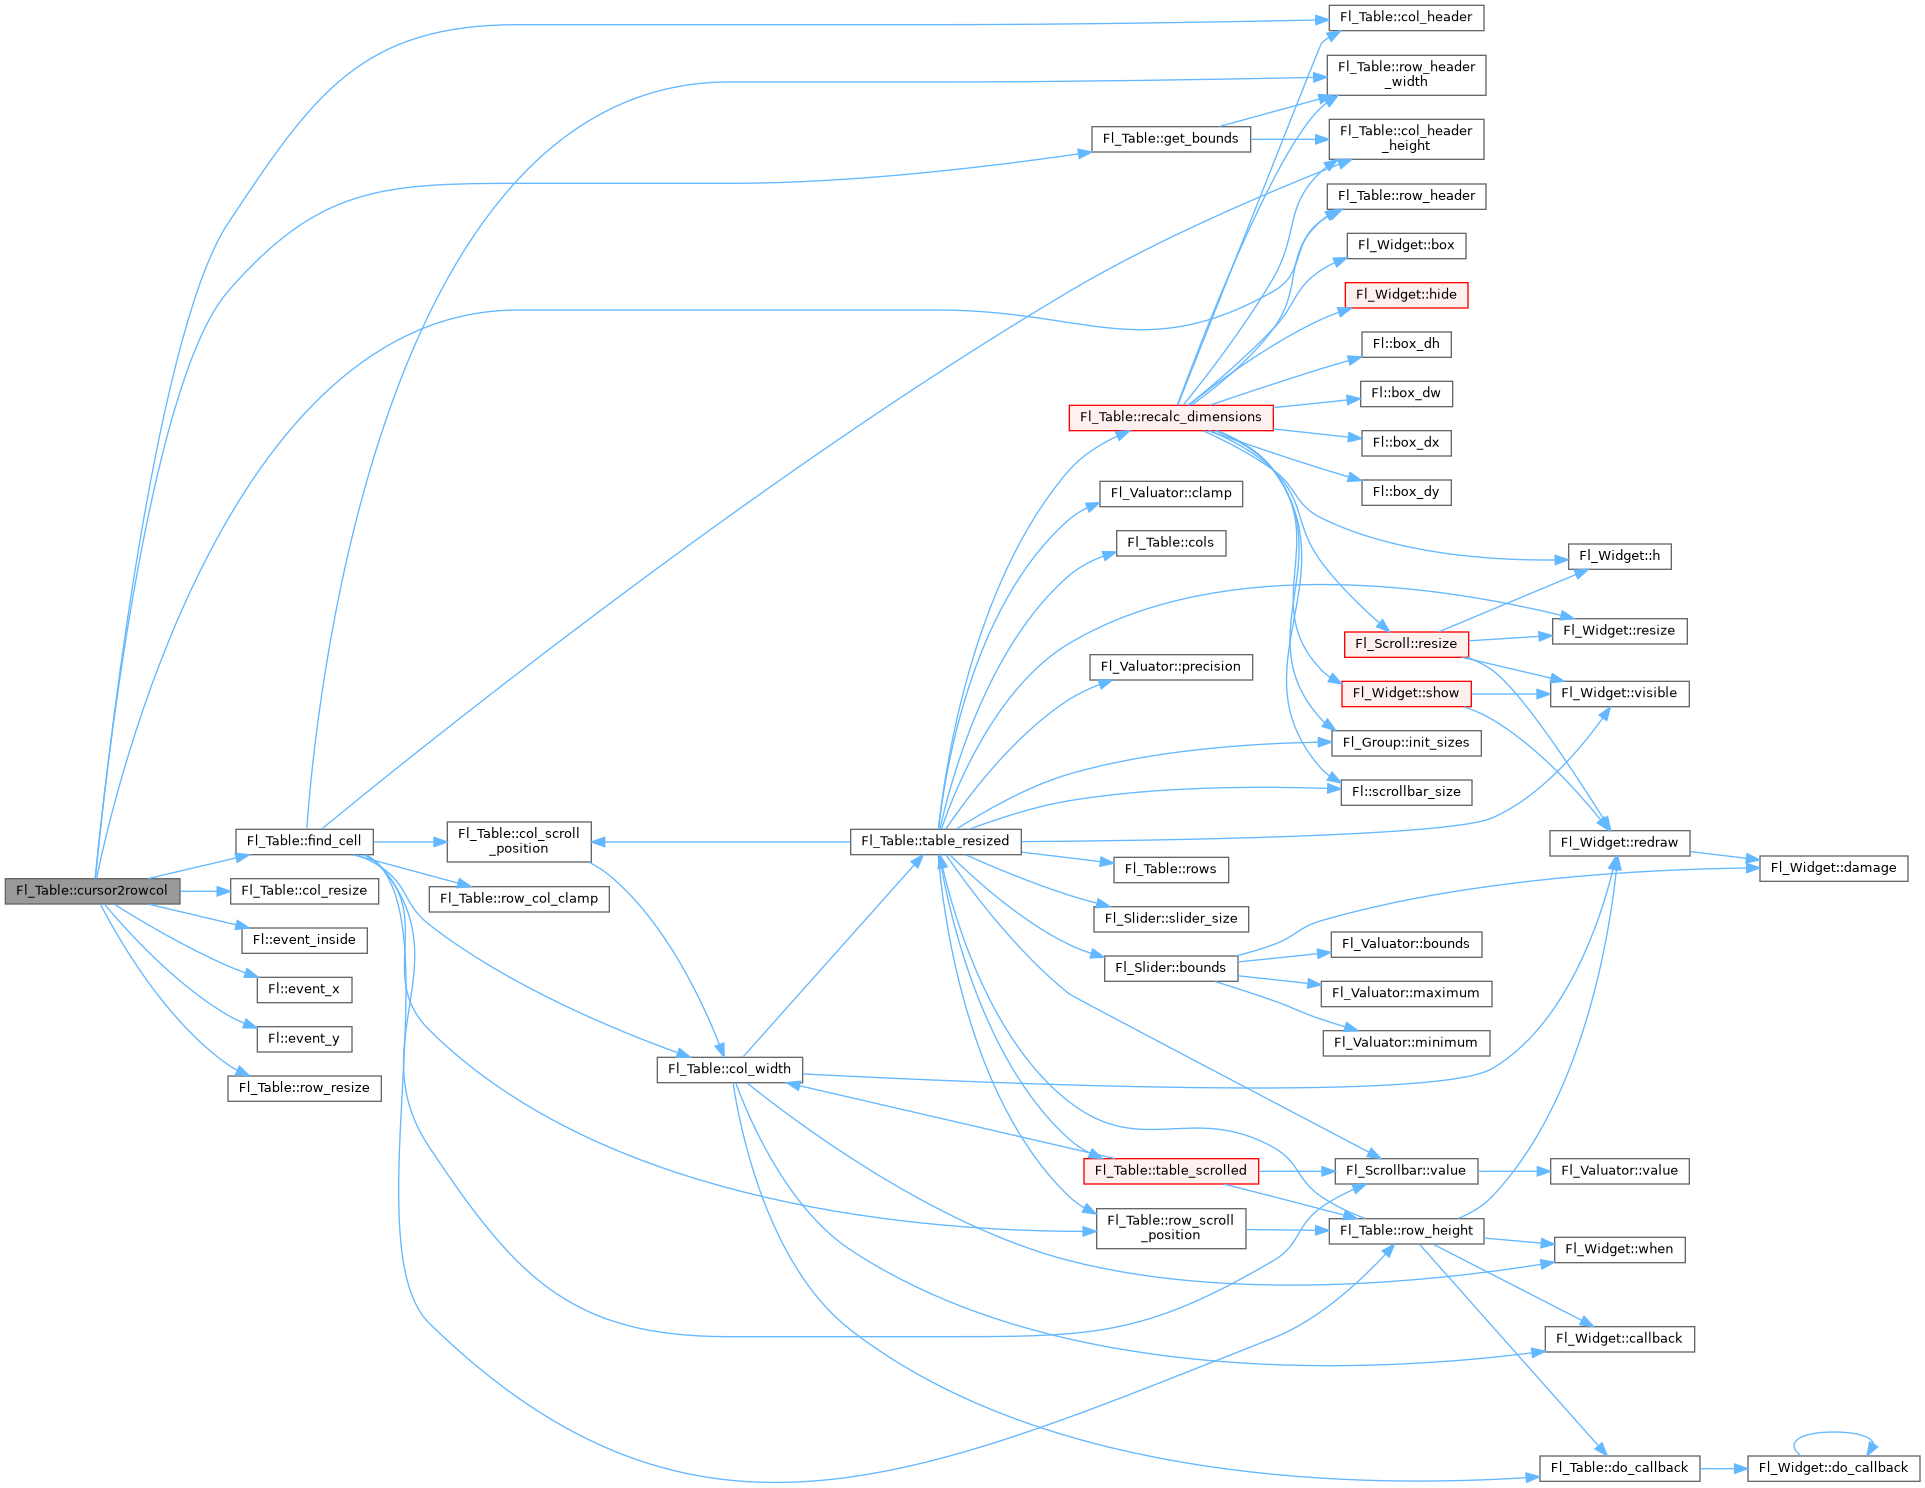 Fl_Table::cursor2rowcol
Fl_Table::find_cell
Fl_Table::col_resize
Fl::event_inside
Fl::event_x
Fl::event_y
Fl_Table::row_resize
Fl_Table::col_scroll
_position
Fl_Table::row_col_clamp
Fl_Table::col_width
Fl_Table::table_resized
Fl_Table::get_bounds
Fl_Table::recalc_dimensions
Fl_Valuator::clamp
Fl_Table::cols
Fl_Valuator::precision
Fl_Table::rows
Fl_Slider::slider_size
Fl_Slider::bounds
Fl_Table::table_scrolled
Fl_Table::row_scroll
_position
Fl_Table::col_header
Fl_Table::row_header
_width
Fl_Table::col_header
_height
Fl_Table::row_header
Fl_Widget::box
Fl_Widget::hide
Fl::box_dh
Fl::box_dw
Fl::box_dx
Fl::box_dy
Fl_Scroll::resize
Fl_Widget::show
Fl_Group::init_sizes
Fl::scrollbar_size
Fl_Valuator::bounds
Fl_Valuator::maximum
Fl_Valuator::minimum
Fl_Scrollbar::value
Fl_Table::row_height
Fl_Widget::h
Fl_Widget::resize
Fl_Widget::visible
Fl_Widget::redraw
Fl_Valuator::value
Fl_Widget::when
Fl_Widget::callback
Fl_Table::do_callback
Fl_Widget::damage
Fl_Widget::do_callback